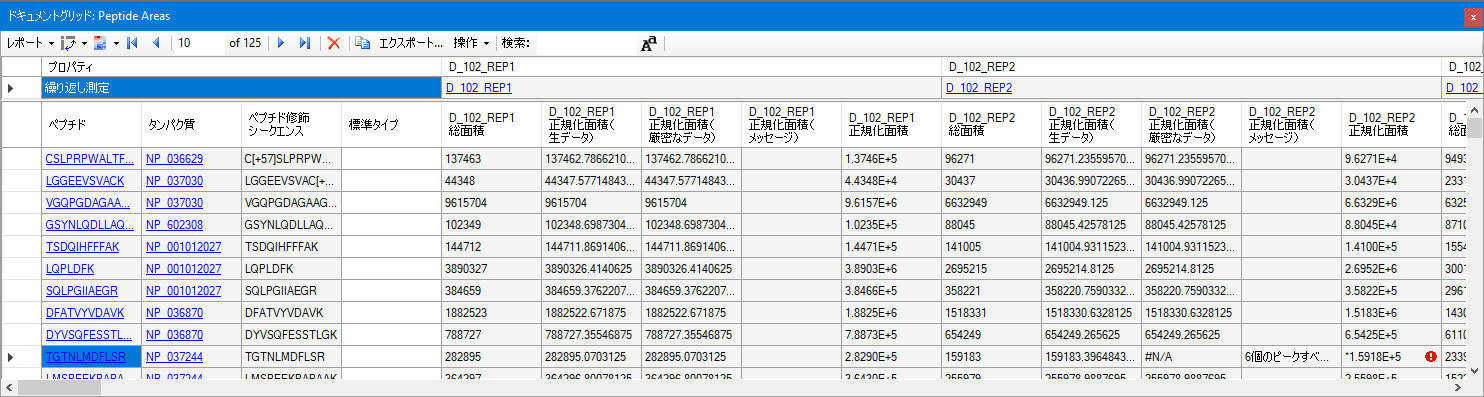 ドキュメントグリッド: Peptide Areas
レポート 10 of 125 エクスポート... 操作 検索: Aa
プロパティ D_102_REP1 D_102_REP2 D_102
繰り返し測定 D_102_REP1 D_102_REP2 D_102
ペプチド タンパク質 ペプチド修飾シークエンス 標準タイプ D_102_REP1 総面積 D_102_REP1 正規化面積(生データ) D_102_REP1 正規化面積(厳密なデータ) D_102_REP1 正規化面積(メッセージ) D_102_REP1 正規化面積 D_102_REP2 総面積 D_102_REP2 正規化面積(生データ) D_102_REP2 正規化面積(厳密なデータ) D_102_REP2 正規化面積(メッセージ) D_102_REP2 正規化面積
CSLPRPWALTF... NP_036629 C[+57]SLPRPW... 137463 137462.7866210... 137462.7866210... 1.3746E+5 96271 96271.23559570... 96271.23559570... 9.6271E+4 9493
LGGEEVSVACK NP_037030 LGGEEVSVAC[+... 44348 44347.57714843... 44347.57714843... 4.4348E+4 30437 30436.99072265... 30436.99072265... 3.0437E+4 2337
VGQPGDAGAA... NP_037030 VGQPGDAGAAG... 9615704 9615704 9615704 9.6157E+6 6632949 6632949.125 6632949.125 6.6329E+6 6325
GSYNLQDLLAQ... NP_602308 GSYNLQDLLAQ... 102349 102348.6987304... 102348.6987304... 1.0235E+5 88045 88045.42578125 88045.42578125 8.8045E+4 8710
TSDQIHFFFAK NP_001012027 TSDQIHFFFAK 144712 144711.8691406... 144711.8691406... 1.4471E+5 141005 141004.9311523... 141004.9311523... 1.4100E+5 1554
LQPLDFK NP_001012027 LQPLDFK 3890327 3890326.4140625 3890326.4140625 3.8903E+6 2695215 2695214.8125 2695214.8125 2.6952E+6 3001
SQLPGIIAEGR NP_001012027 SQLPGIIAEGR 384659 384659.3762207... 384659.3762207... 3.8466E+5 358221 358220.7590332... 358220.7590332... 3.5822E+5 2961
DFATVYVDAVK NP_036870 DFATVYVDAVK 1882523 1882522.671875 1882522.671875 1.8825E+6 1518331 1518330.6328125 1518330.6328125 1.5183E+6 1430
DYVSQFESSTL... NP_036870 DYVSQFESSTLGK 788727 788727.35546875 788727.35546875 7.8873E+5 654249 654249.265625 654249.265625 6.5425E+5 6110
TGTNLMDFLSR NP_037244 TGTNLMDFLSR 282895 282895.0703125 282895.0703125 2.8290E+5 159183 159183.3964843... #N/A 6個のピークすべ... *1.5918E+5 2339
364297 364296.80078125 364296.80078125 3.6430E+5 255979 255978.9887695... 255978.9887695... 2.5598E+5